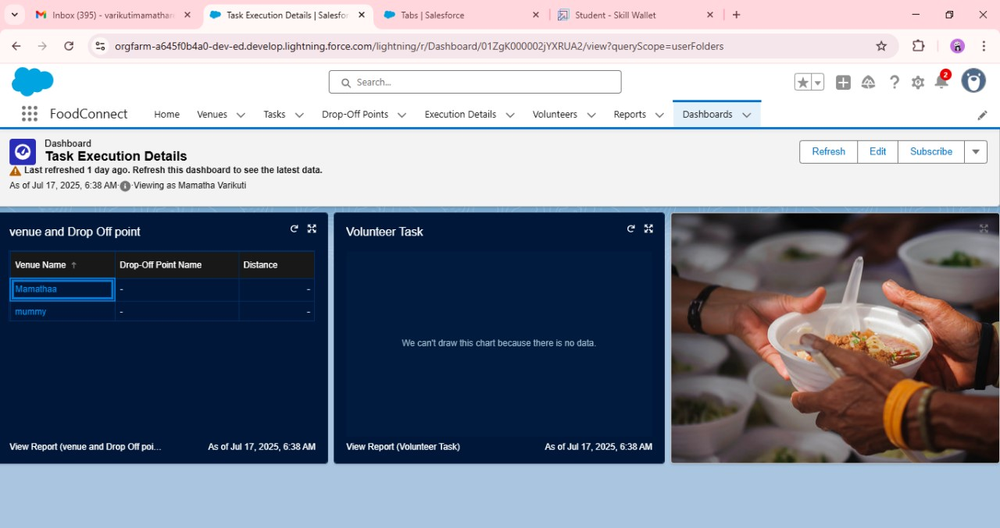 Inbox (395) - varikutimamathar
Task Execution Details | Salesfor
Tabs | Salesforce
Student - Skill Wallet
orgfarm-a645f0b4a0-dev-ed.develop.lightning.force.com/lightning/r/Dashboard/01ZgK000002jYXRUA2/view?queryScope=userFolders
Search...
2
FoodConnect
Home
Venues
Tasks
Drop-Off Points
Execution Details
Volunteers
Reports
Dashboards
Dashboard
Task Execution Details
Last refreshed 1 day ago. Refresh this dashboard to see the latest data.
As of Jul 17, 2025, 6:38 AM·Viewing as Mamatha Varikuti
Refresh
Edit
Subscribe
venue and Drop Off point
Venue Name ↑ Drop-Off Point Name Distance
Mamathaa - -
mummy - -
View Report (venue and Drop Off poi...
As of Jul 17, 2025, 6:38 AM
Volunteer Task
We can't draw this chart because there is no data.
View Report (Volunteer Task)
As of Jul 17, 2025, 6:38 AM